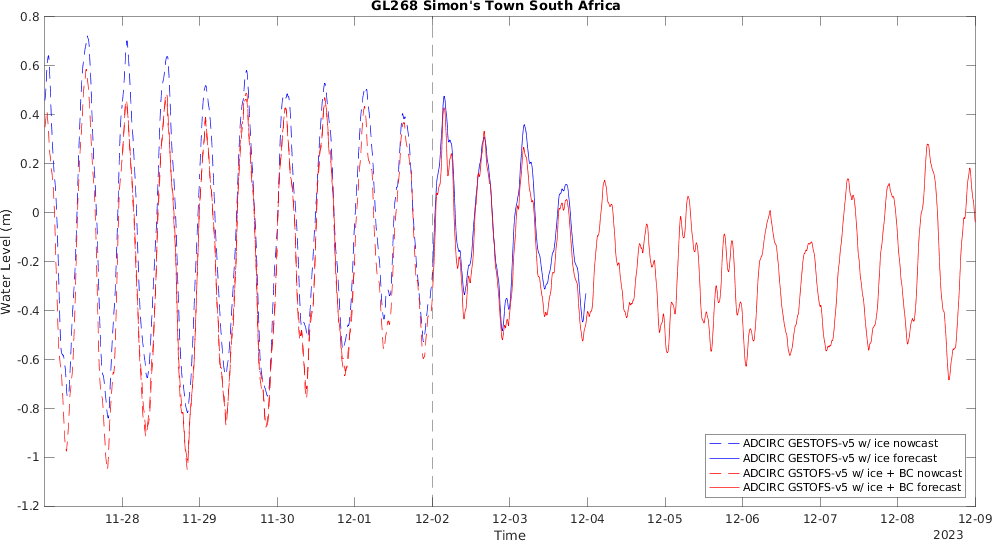 GL268 Simon's Town South Africa
0.8
0.6
0.4
0.2
0
-0.2
-0.4
-0.6
-0.8
-1
-1.2
Water Level (m)
ADCIRC GESTOFS-v5 w/ ice nowcast
ADCIRC GESTOFS-v5 w/ ice forecast
ADCIRC GSTOFS-v5 w/ ice + BC nowcast
ADCIRC GSTOFS-v5 w/ ice + BC forecast
11-28 11-29 11-30 12-01 12-02 12-03 12-04 12-05 12-06 12-07 12-08 12-09
Time
2023